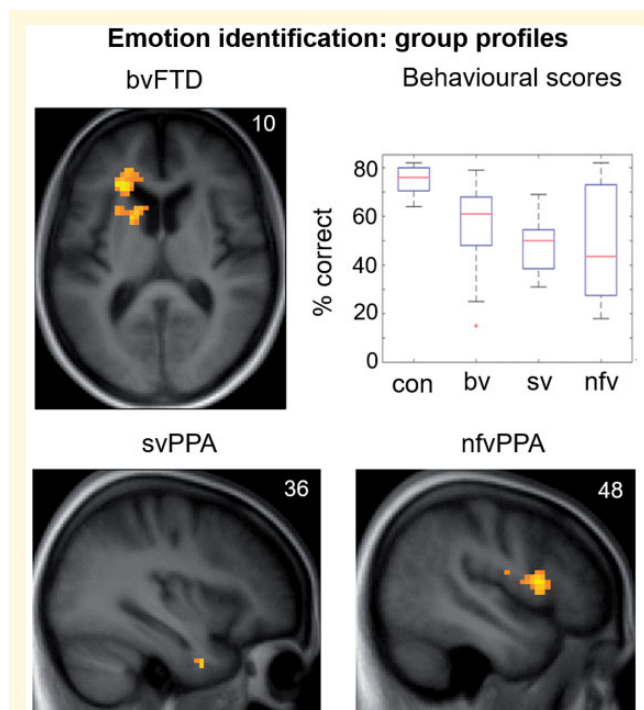 Emotion identification: group profiles
bvFTD
Behavioural scores
10
80
60
40
20
0
% correct
con bv sv nfv
svPPA
nfvPPA
36
48